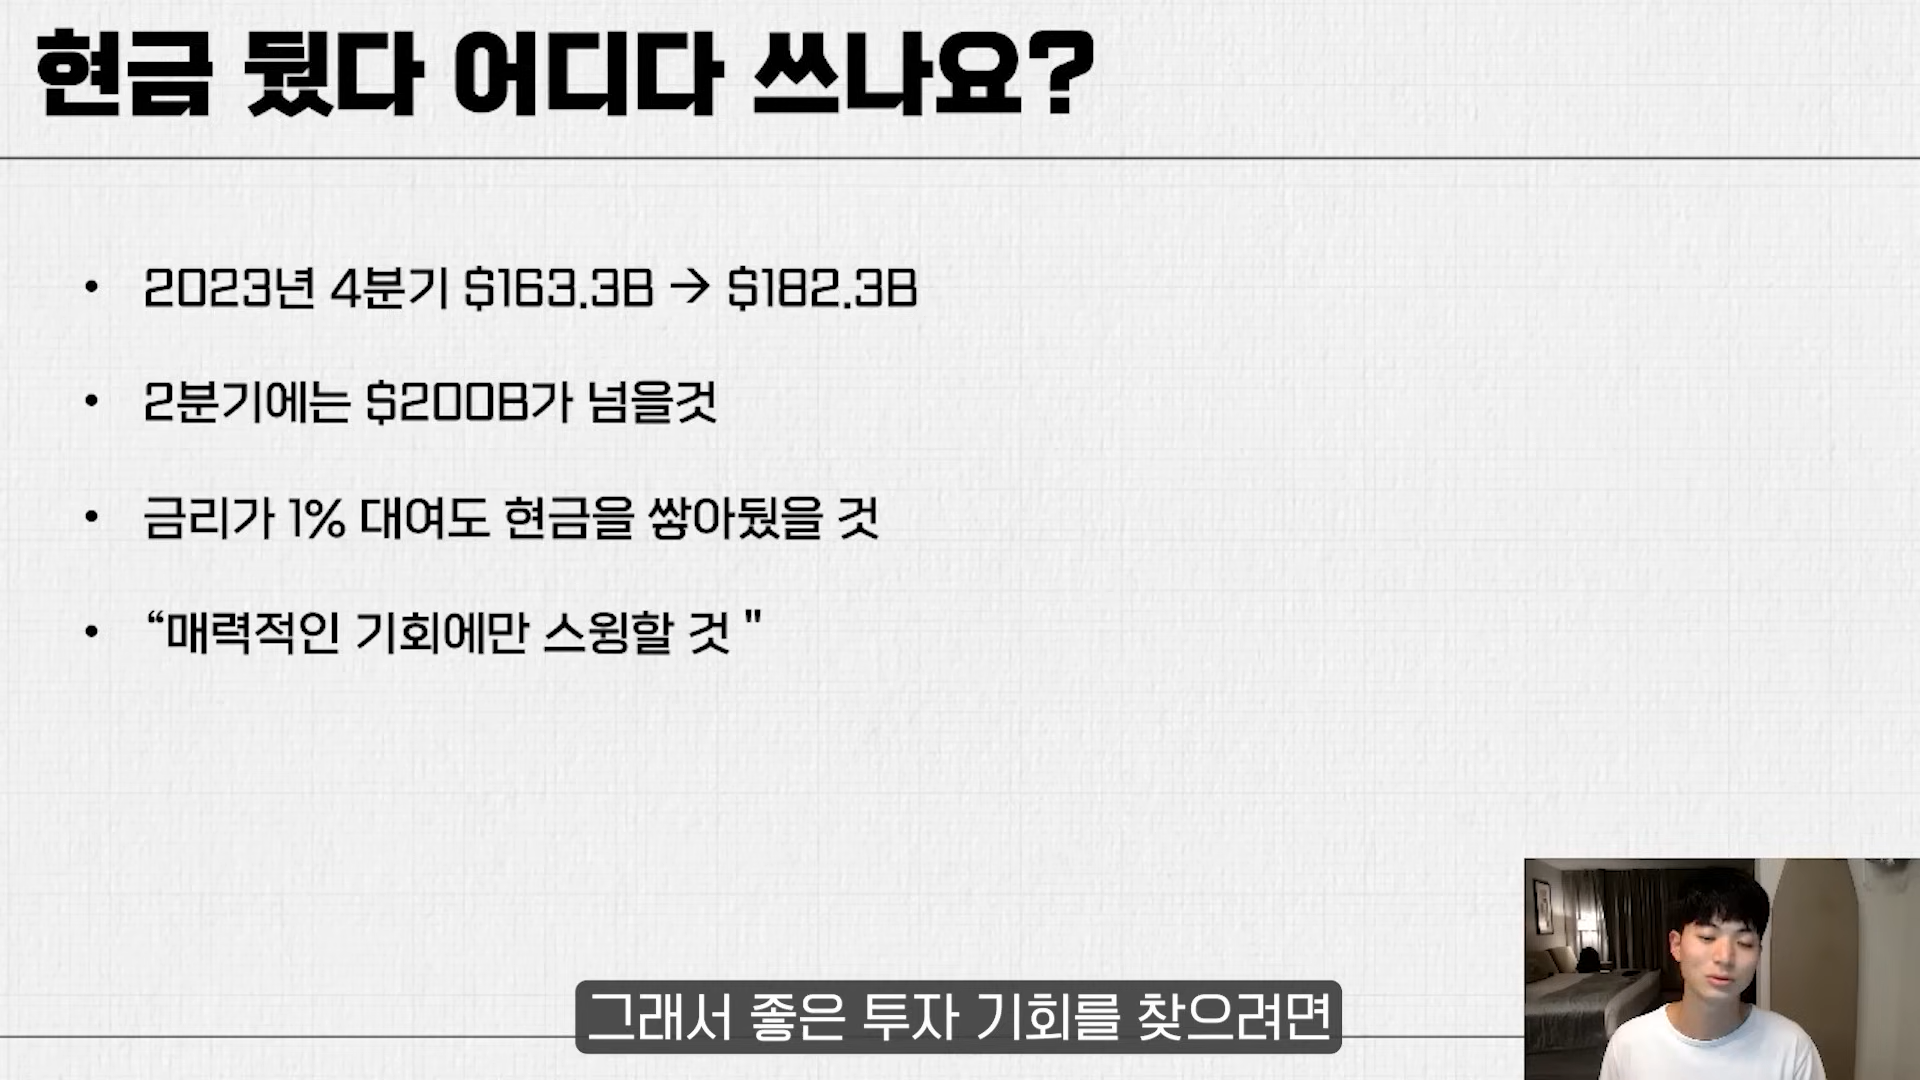 현금 뒀다 어디다 쓰나요?
• 2023년 4분기 $163.3B → $182.3B
• 2분기에는 $200B가 넘을것
• 금리가 1% 대여도 현금을 쌓아뒀을 것
• “매력적인 기회에만 스윙할 것 "
그래서 좋은 투자 기회를 찾으려면